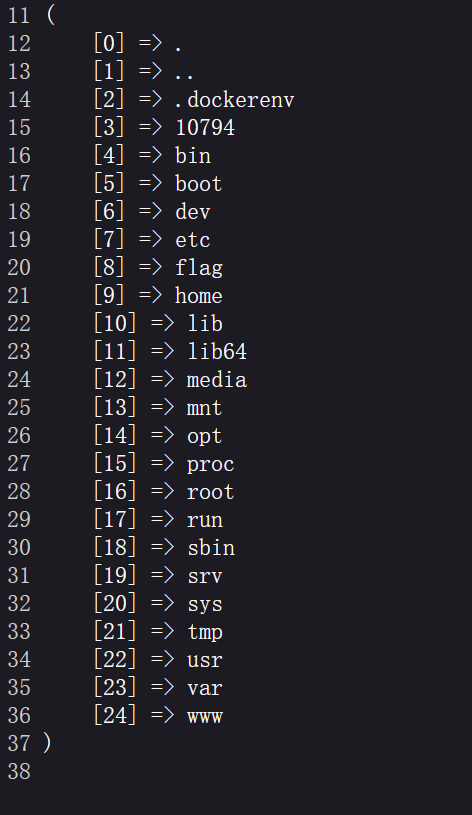 11 (
12     [0] => .
13     [1] => ..
14     [2] => .dockerenv
15     [3] => 10794
16     [4] => bin
17     [5] => boot
18     [6] => dev
19     [7] => etc
20     [8] => flag
21     [9] => home
22     [10] => lib
23     [11] => lib64
24     [12] => media
25     [13] => mnt
26     [14] => opt
27     [15] => proc
28     [16] => root
29     [17] => run
30     [18] => sbin
31     [19] => srv
32     [20] => sys
33     [21] => tmp
34     [22] => usr
35     [23] => var
36     [24] => www
37 )
38